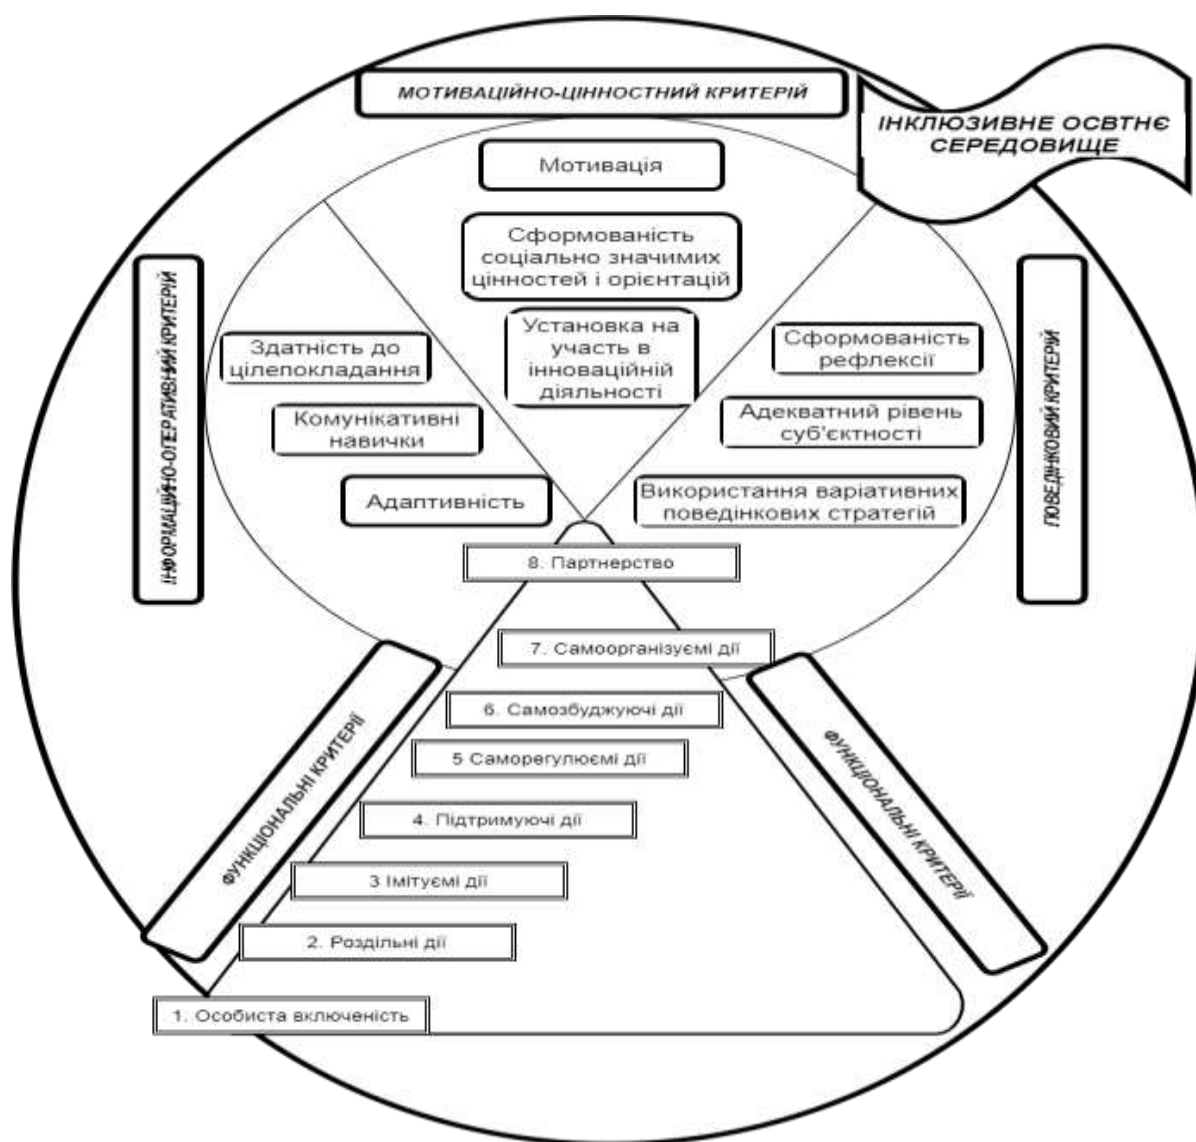 МОТИВАЦІЙНО-ЦІННОСТНИЙ КРИТЕРІЙ
ІНКЛЮЗИВНЕ ОСВТНЄ
СЕРЕДОВИЩЕ
Мотивація
Сформованість
соціально значимих
цінностей і орієнтацій
Установка на
участь в
інноваційній
діяльності
ІНФОРМАЦІЙНО-ОПЕРАТИВНИЙ КРИТЕРІЙ
Здатність до
цілепокладання
Комунікативні
навички
Адаптивність
Сформованість
рефлексії
Адекватний рівень
суб'єктності
Використання варіативних
поведінкових стратегій
ПОВЕДІНКОВИЙ КРИТЕРІЙ
8. Партнерство
7. Самоорганізуємі дії
6. Самозбуджуючі дії
5 Саморегулюємі дії
4. Підтримуючі дії
3 Імітуємі дії
2. Роздільні дії
1. Особиста включеність
ФУНКЦІОНАЛЬНІ КРИТЕРІЇ
ФУНКЦІОНАЛЬНІ КРИТЕРІЇ